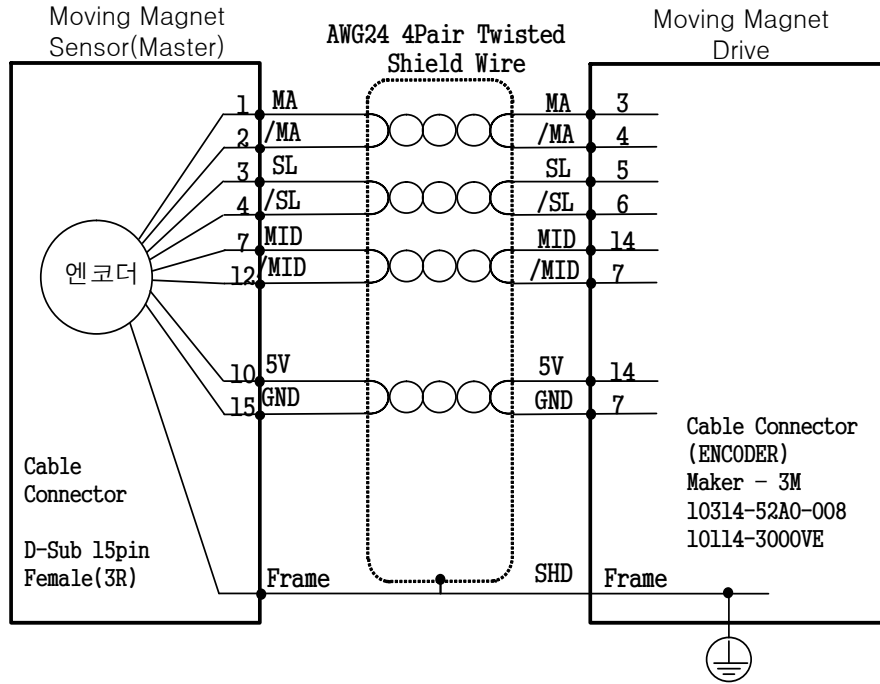 Moving Magnet
Sensor(Master)
AWG24 4Pair Twisted
Shield Wire
Moving Magnet
Drive
1 MA MA 3
2 /MA /MA 4
3 SL SL 5
4 /SL /SL 6
7 MID MID 14
12 /MID /MID 7
엔코더
10 5V 5V 14
15 GND GND 7
Cable
Connector
D-Sub 15pin
Female(3R)
Cable Connector
(ENCODER)
Maker - 3M
10314-52A0-008
10114-3000VE
Frame SHD Frame